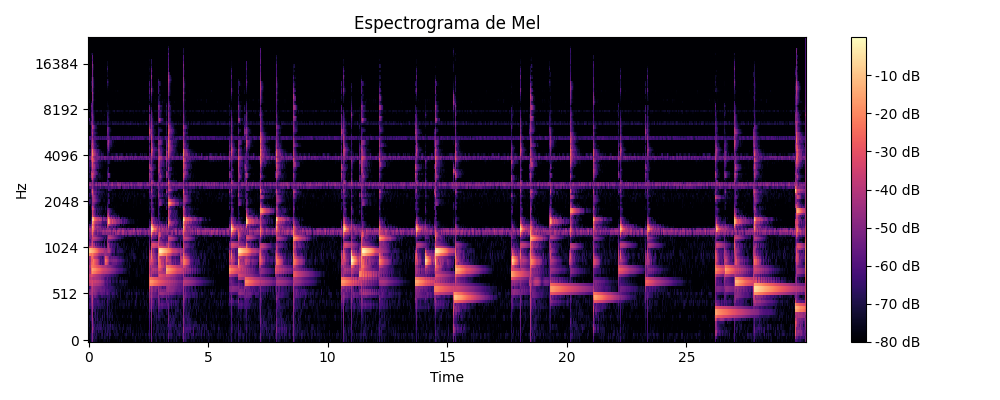 Espectrograma de Mel
Hz
16384
8192
4096
2048
1024
512
0
0 5 10 15 20 25
Time
-10 dB
-20 dB
-30 dB
-40 dB
-50 dB
-60 dB
-70 dB
-80 dB